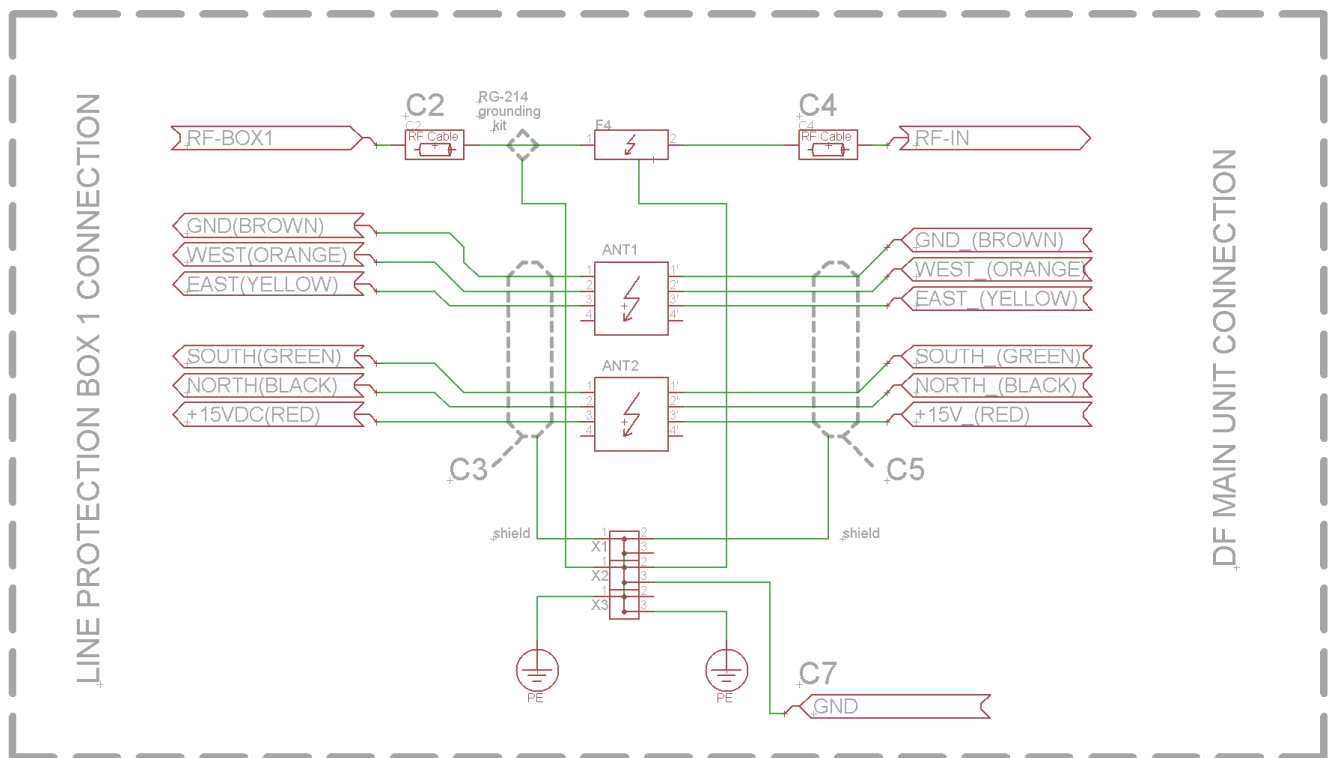 LINE PROTECTION BOX 1 CONNECTION
RF-BOX1
C2
C2
RF Cable
RG-214
grounding
kit
1
F4
2
C4
C4
RF Cable
RF-IN
GND(BROWN)
WEST(ORANGE)
EAST(YELLOW)
ANT1
1
2
3
4
1'
2'
3'
4'
GND_(BROWN)
WEST_(ORANGE)
EAST_(YELLOW)
SOUTH(GREEN)
NORTH(BLACK)
+15VDC(RED)
ANT2
1
2
3
4
1'
2'
3'
4'
SOUTH_(GREEN)
NORTH_(BLACK)
+15V_(RED)
C3
C5
shield
shield
1
X1
2
3
1
X2
2
3
1
X3
2
3
PE
PE
C7
GND
DF MAIN UNIT CONNECTION